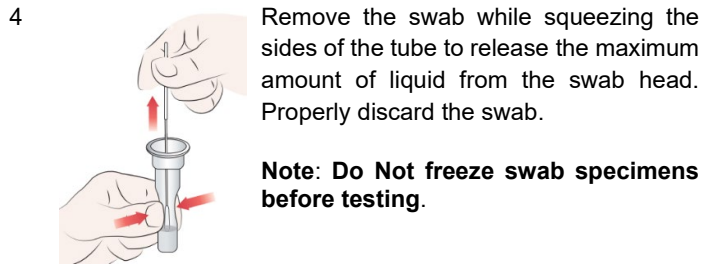 4
Remove the swab while squeezing the
sides of the tube to release the maximum
amount of liquid from the swab head.
Properly discard the swab.
Note: Do Not freeze swab specimens
before testing.